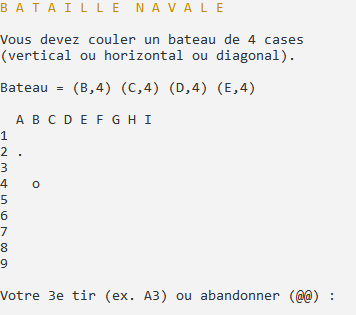 B A T A I L L E  N A V A L E
Vous devez couler un bateau de 4 cases
(vertical ou horizontal ou diagonal).
Bateau = (B,4) (C,4) (D,4) (E,4)
  A B C D E F G H I
1
2 .
3
4   o
5
6
7
8
9
Votre 3e tir (ex. A3) ou abandonner (@@) :